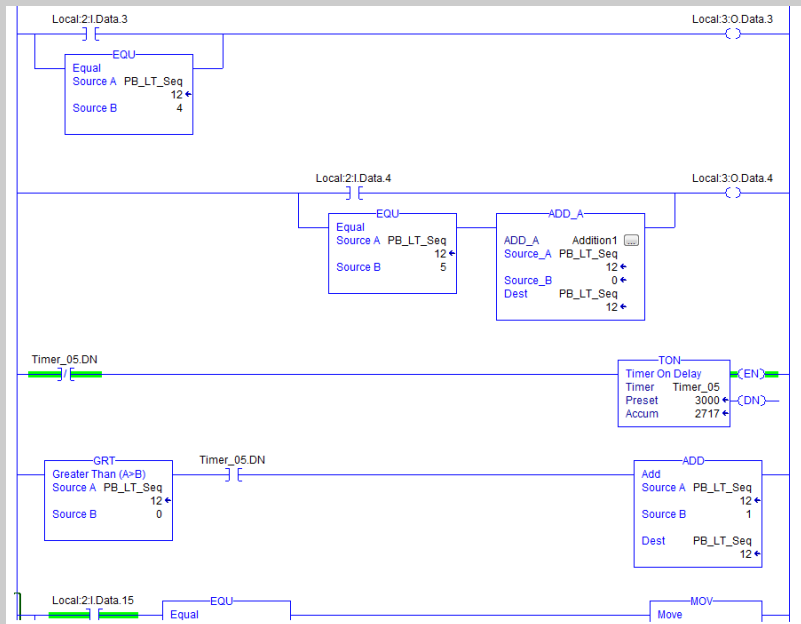 Local:2:I.Data.3 Local:3:O.Data.3
EQU
Equal
Source A PB_LT_Seq
12
Source B 4
Local:2:I.Data.4 Local:3:O.Data.4
EQU
Equal
Source A PB_LT_Seq
12
Source B 5
ADD_A
ADD_A Addition1 ...
Source_A PB_LT_Seq
12
Source_B 0
Dest PB_LT_Seq
12
Timer_05.DN
TON
Timer On Delay
Timer Timer_05
Preset 3000
Accum 2717
EN
DN
GRT
Greater Than (A>B)
Source A PB_LT_Seq
12
Source B 0
Timer_05.DN
ADD
Add
Source A PB_LT_Seq
12
Source B 1
Dest PB_LT_Seq
12
Local:2:I.Data.15
EQU
Equal
MOV
Move